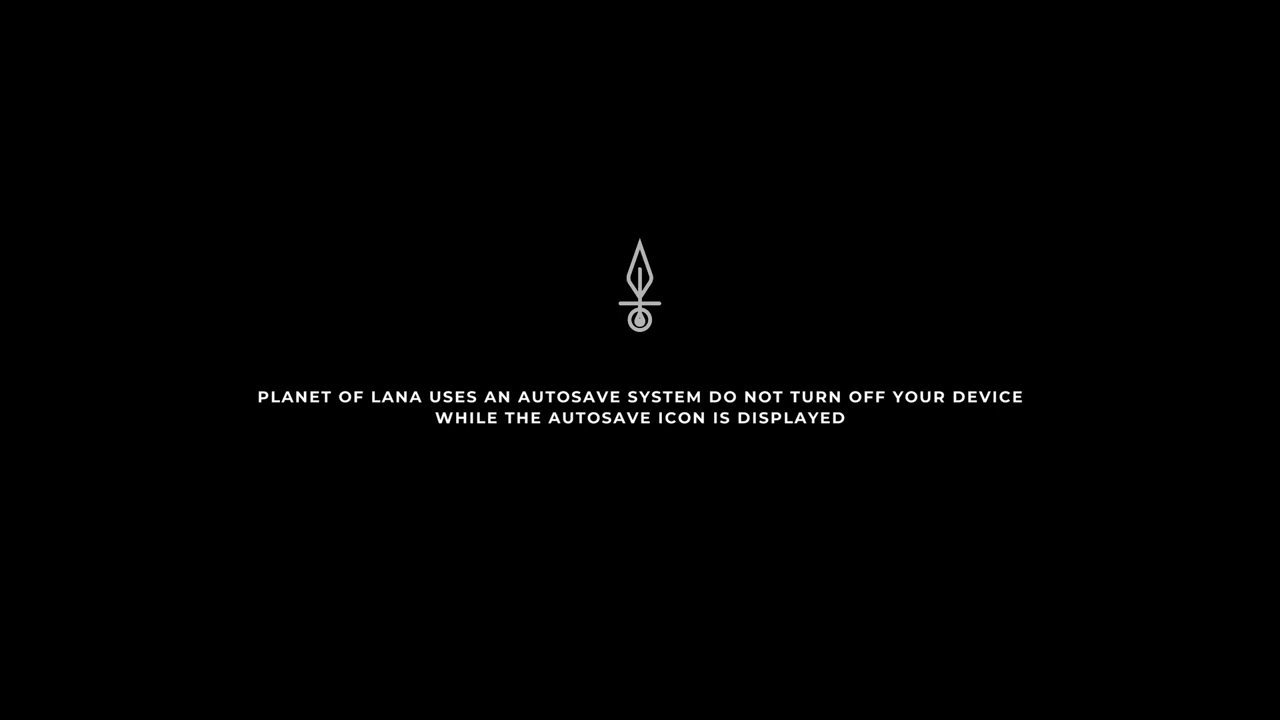 PLANET OF LANA USES AN AUTOSAVE SYSTEM DO NOT TURN OFF YOUR DEVICE
WHILE THE AUTOSAVE ICON IS DISPLAYED